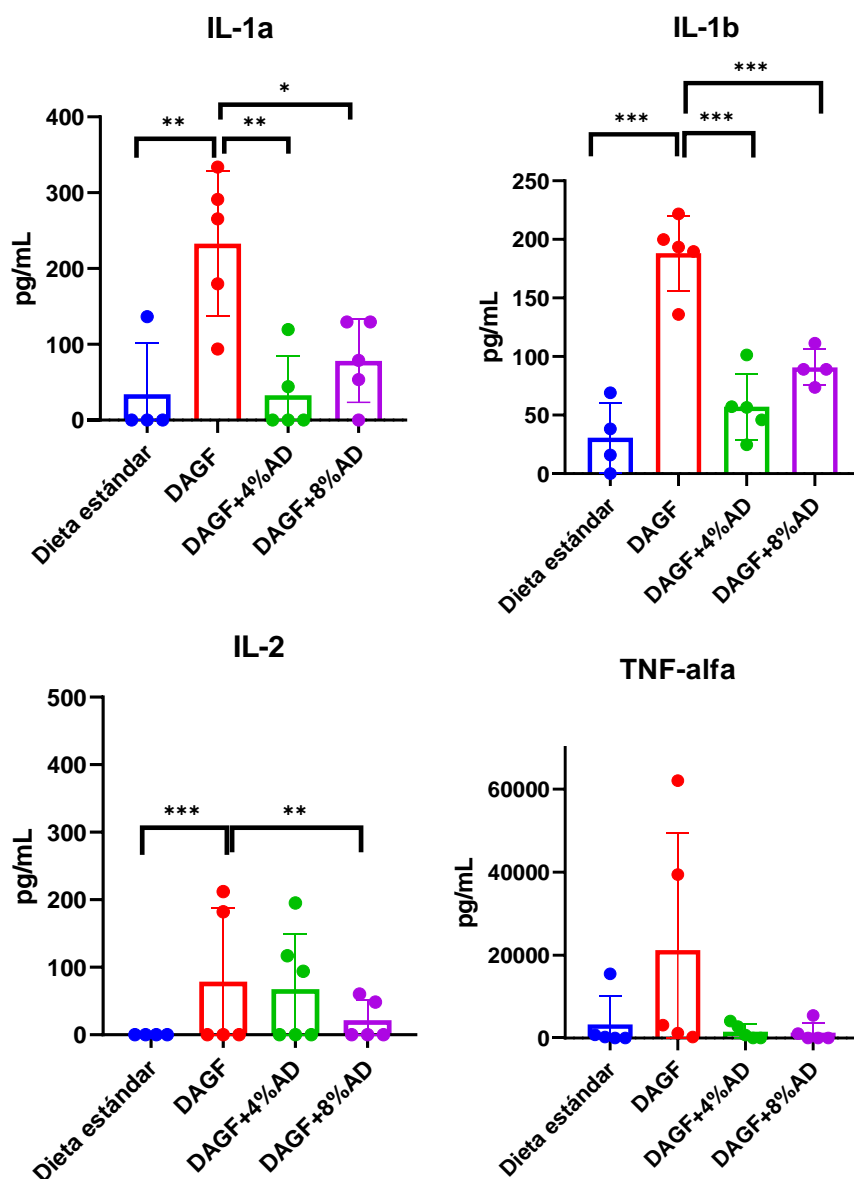 IL-1a
*
**
**
400
300
200
100
0
pg/mL
Dieta estándar
DAGF
DAGF+4%AD
DAGF+8%AD
IL-1b
***
***
***
250
200
150
100
50
0
pg/mL
Dieta estándar
DAGF
DAGF+4%AD
DAGF+8%AD
IL-2
500
400
300
200
100
0
***
**
pg/mL
Dieta estándar
DAGF
DAGF+4%AD
DAGF+8%AD
TNF-alfa
60000
40000
20000
0
pg/mL
Dieta estándar
DAGF
DAGF+4%AD
DAGF+8%AD